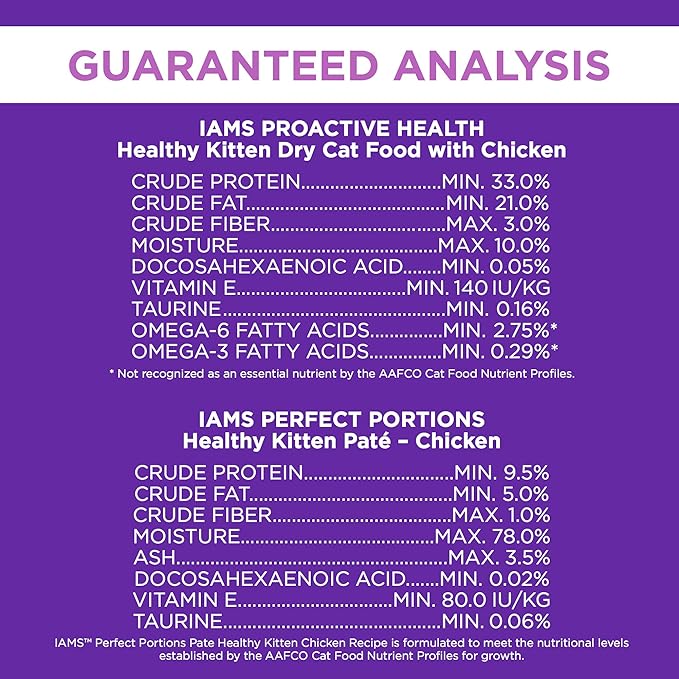 GUARANTEED ANALYSIS
IAMS PROACTIVE HEALTH
Healthy Kitten Dry Cat Food with Chicken
CRUDE PROTEIN....................MIN. 33.0%
CRUDE FAT............................MIN. 21.0%
CRUDE FIBER.........................MAX. 3.0%
MOISTURE............................MAX. 10.0%
DOCOSAHEXAENOIC ACID.......MIN. 0.05%
VITAMIN E........................MIN. 140 IU/KG
TAURINE..............................MIN. 0.16%
OMEGA-6 FATTY ACIDS..........MIN. 2.75%*
OMEGA-3 FATTY ACIDS..........MIN. 0.29%*
* Not recognized as an essential nutrient by the AAFCO Cat Food Nutrient Profiles.
IAMS PERFECT PORTIONS
Healthy Kitten Paté – Chicken
CRUDE PROTEIN.....................MIN. 9.5%
CRUDE FAT.............................MIN. 5.0%
CRUDE FIBER.........................MAX. 1.0%
MOISTURE............................MAX. 78.0%
ASH.....................................MAX. 3.5%
DOCOSAHEXAENOIC ACID.......MIN. 0.02%
VITAMIN E.......................MIN. 80.0 IU/KG
TAURINE..............................MIN. 0.06%
IAMS™ Perfect Portions Pate Healthy Kitten Chicken Recipe is formulated to meet the nutritional levels
established by the AAFCO Cat Food Nutrient Profiles for growth.